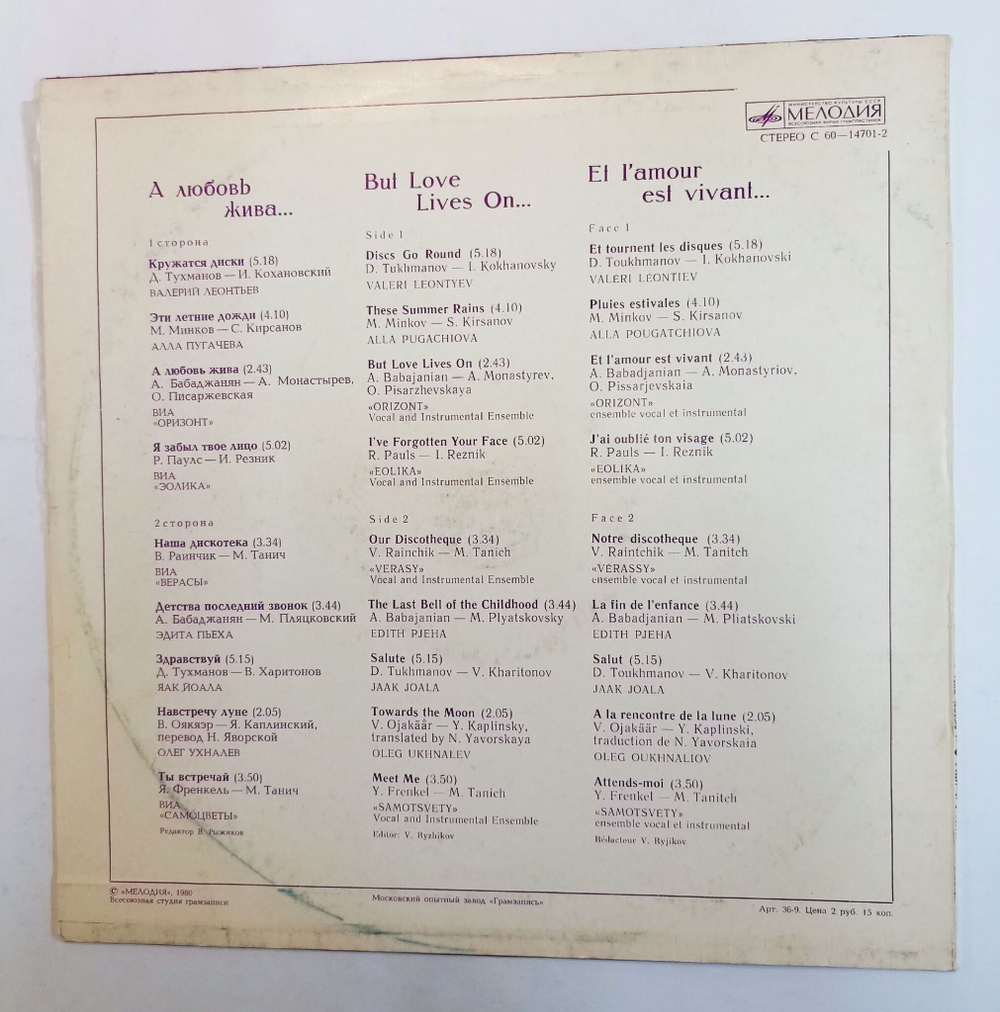 МИНИСТЕРСТВО КУЛЬТУРЫ СССР
МЕЛОДИЯ
ВСЕСОЮЗНАЯ ФИРМА ГРАМПЛАСТИНОК
СТЕРЕО С 60—14701-2
А любовь
жива...
1 сторона
Кружатся диски (5.18)
Д. Тухманов — И. Кохановский
ВАЛЕРИЙ ЛЕОНТЬЕВ
Эти летние дожди (4.10)
М. Минков — С. Кирсанов
АЛЛА ПУГАЧЕВА
А любовь жива (2.43)
А. Бабаджанян — А. Монастырев,
О. Писаржевская
ВИА
«ОРИЗОНТ»
Я забыл твое лицо (5.02)
Р. Паулс — И. Резник
ВИА
«ЭОЛИКА»
2 сторона
Наша дискотека (3.34)
В. Раинчик — М. Танич
ВИА
«ВЕРАСЫ»
Детства последний звонок (3.44)
А. Бабаджанян — М. Пляцковский
ЭДИТА ПЬЕХА
Здравствуй (5.15)
Д. Тухманов — В. Харитонов
ЯАК ЙОАЛА
Навстречу луне (2.05)
В. Оякяэр — Я. Каплинский,
перевод Н. Яворской
ОЛЕГ УХНАЛЕВ
Ты встречай (3.50)
Я. Френкель — М. Танич
ВИА
«САМОЦВЕТЫ»
Редактор В. Рыжиков
But Love
Lives On...
Side 1
Discs Go Round (5.18)
D. Tukhmanov — I. Kokhanovsky
VALERI LEONTYEV
These Summer Rains (4.10)
M. Minkov — S. Kirsanov
ALLA PUGACHIOVA
But Love Lives On (2.43)
A. Babajanian — A. Monastyrev,
O. Pisarzhevskaya
«ORIZONT»
Vocal and Instrumental Ensemble
I've Forgotten Your Face (5.02)
R. Pauls — I. Reznik
«EOLIKA»
Vocal and Instrumental Ensemble
Side 2
Our Discotheque (3.34)
V. Rainchik — M. Tanich
«VERASY»
Vocal and Instrumental Ensemble
The Last Bell of the Childhood (3.44)
A. Babajanian — M. Plyatskovsky
EDITH PJEHA
Salute (5.15)
D. Tukhmanov — V. Kharitonov
JAAK JOALA
Towards the Moon (2.05)
V. Ojakäär — Y. Kaplinsky,
translated by N. Yavorskaya
OLEG UKHNALEV
Meet Me (3.50)
Y. Frenkel — M. Tanich
«SAMOTSVETY»
Vocal and Instrumental Ensemble
Editor: V. Ryzhikov
Et l'amour
est vivant...
Face 1
Et tournent les disques (5.18)
D. Toukhmanov — I. Kokhanovski
VALERI LEONTIEV
Pluies estivales (4.10)
M. Minkov — S. Kirsanov
ALLA POUGATCHIOVA
Et l'amour est vivant (2.43)
A. Babadjanian — A. Monastyriov,
O. Pissarjevskaia
«ORIZONT»
ensemble vocal et instrumental
J'ai oublié ton visage (5.02)
R. Pauls — I. Reznik
«EOLIKA»
ensemble vocal et instrumental
Face 2
Notre discotheque (3.34)
V. Raintchik — M. Tanitch
«VERASSY»
ensemble vocal et instrumental
La fin de l'enfance (3.44)
A. Babadjanian — M. Pliatskovski
EDITH PJEHA
Salut (5.15)
D. Toukhmanov — V. Kharitonov
JAAK JOALA
A la rencontre de la lune (2.05)
V. Ojakäär — Y. Kaplinski,
traduction de N. Yavorskaia
OLEG OUKHNALIOV
Attends-moi (3.50)
Y. Frenkel — M. Tanitch
«SAMOTSVETY»
ensemble vocal et instrumental
Rédacteur V. Ryjikov
© «МЕЛОДИЯ», 1980
Всесоюзная студия грамзаписи
Московский опытный завод «Грамзапись»
Арт. 36-9. Цена 2 руб. 15 коп.